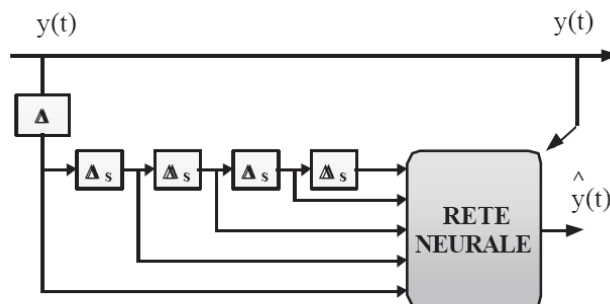 y(t) y(t)
Δ
Δs Δs Δs Δs
RETE
NEURALE
ŷ(t)